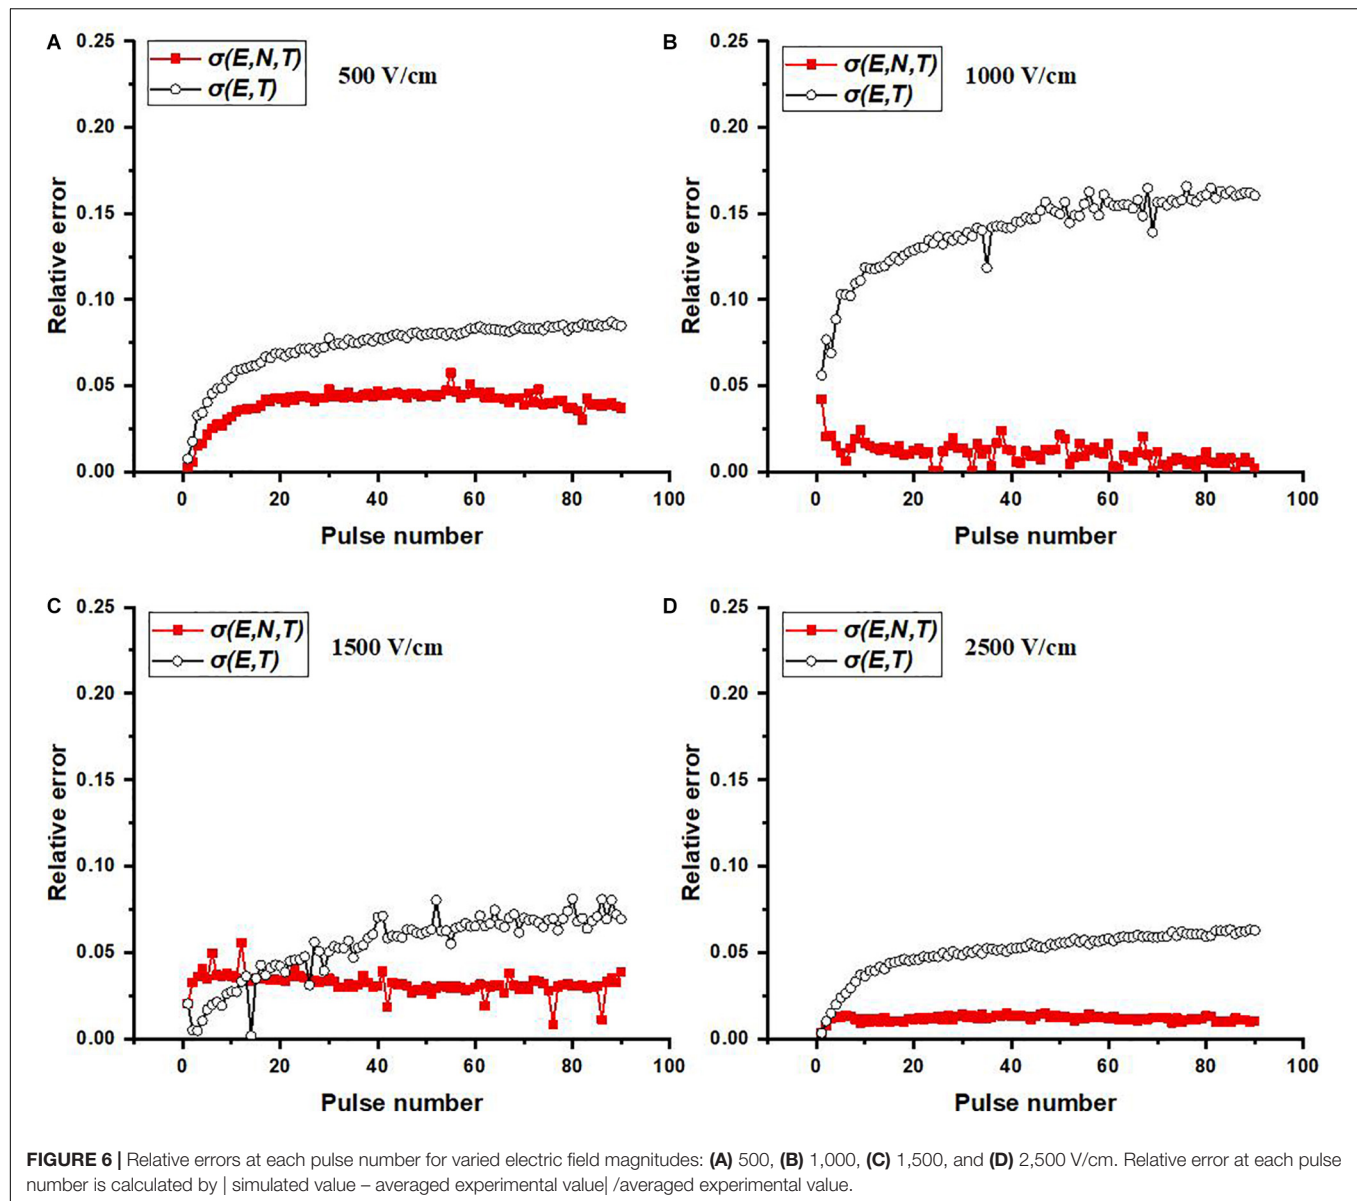 A
0.25
0.20
0.15
0.10
0.05
0.00
Relative error
σ(E,N,T)
σ(E,T)
500 V/cm
0 20 40 60 80 100
Pulse number
B
0.25
0.20
0.15
0.10
0.05
0.00
Relative error
σ(E,N,T)
σ(E,T)
1000 V/cm
0 20 40 60 80 100
Pulse number
C
0.25
0.20
0.15
0.10
0.05
0.00
Relative error
σ(E,N,T)
σ(E,T)
1500 V/cm
0 20 40 60 80 100
Pulse number
D
0.25
0.20
0.15
0.10
0.05
0.00
Relative error
σ(E,N,T)
σ(E,T)
2500 V/cm
0 20 40 60 80 100
Pulse number
FIGURE 6 | Relative errors at each pulse number for varied electric field magnitudes: (A) 500, (B) 1,000, (C) 1,500, and (D) 2,500 V/cm. Relative error at each pulse
number is calculated by | simulated value – averaged experimental value| /averaged experimental value.